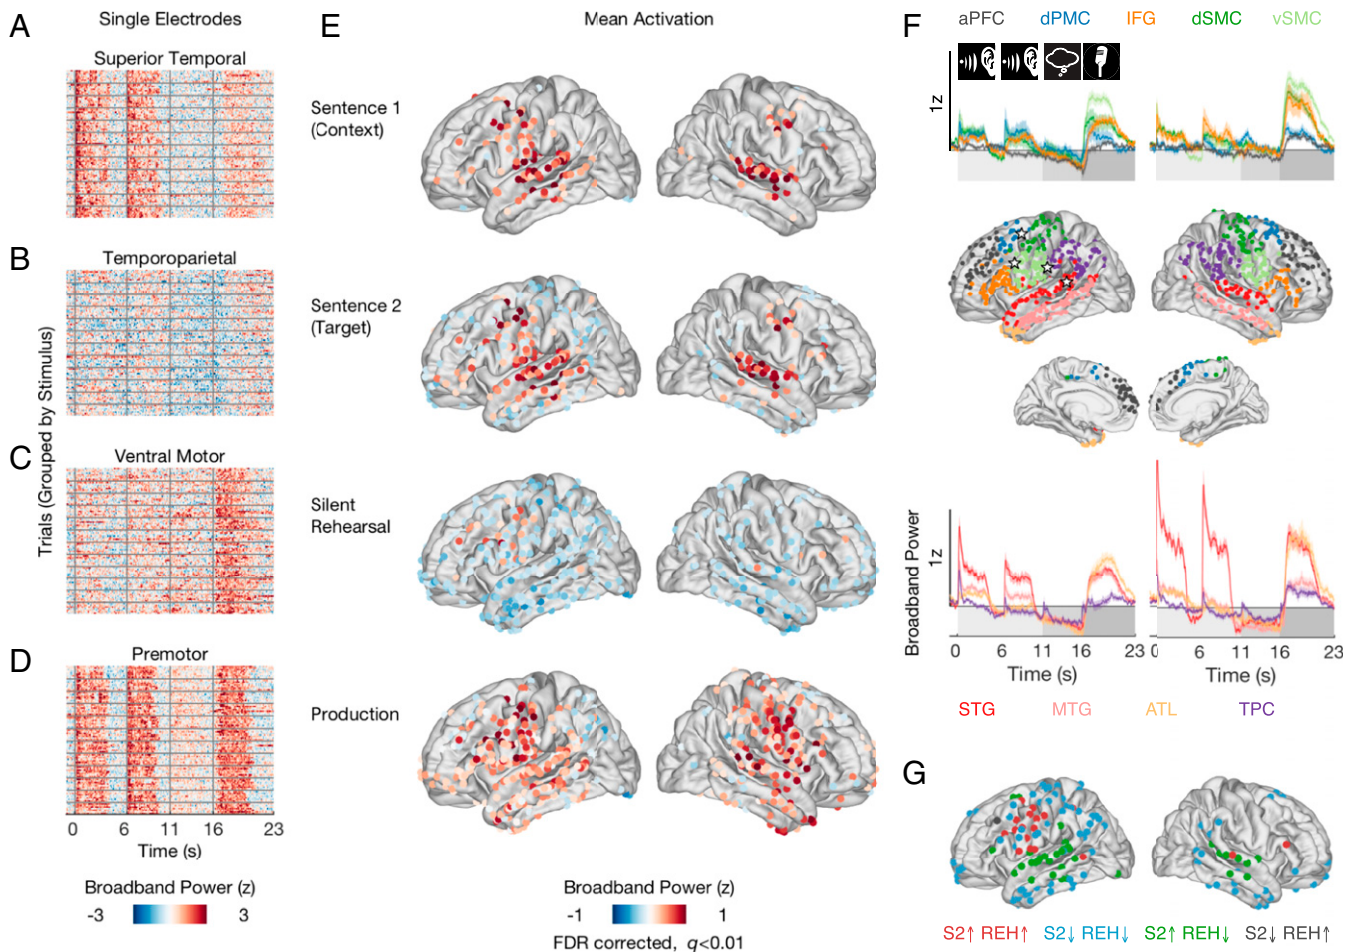 A
Single Electrodes
Superior Temporal
B
Temporoparietal
C
Ventral Motor
D
Premotor
Trials (Grouped by Stimulus)
0 6 11 16 23
Time (s)
Broadband Power (z)
-3 3
E
Mean Activation
Sentence 1
(Context)
Sentence 2
(Target)
Silent
Rehearsal
Production
Broadband Power (z)
-1 1
FDR corrected, q<0.01
F
aPFC dPMC IFG dSMC vSMC
1z
Broadband Power
1z
0 6 11 16 23 0 6 11 16 23
Time (s) Time (s)
STG MTG ATL TPC
G
S2↑ REH↑ S2↓ REH↓ S2↑ REH↓ S2↓ REH↑